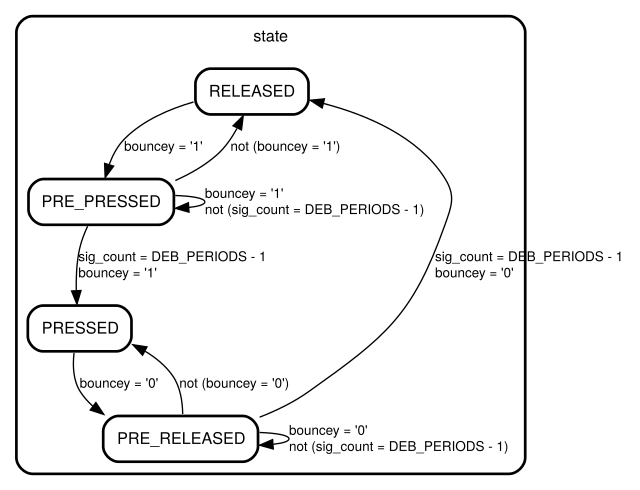 state
RELEASED
bouncey = '1'
not (bouncey = '1')
PRE_PRESSED
bouncey = '1'
not (sig_count = DEB_PERIODS - 1)
sig_count = DEB_PERIODS - 1
bouncey = '1'
sig_count = DEB_PERIODS - 1
bouncey = '0'
PRESSED
bouncey = '0'
not (bouncey = '0')
PRE_RELEASED
bouncey = '0'
not (sig_count = DEB_PERIODS - 1)